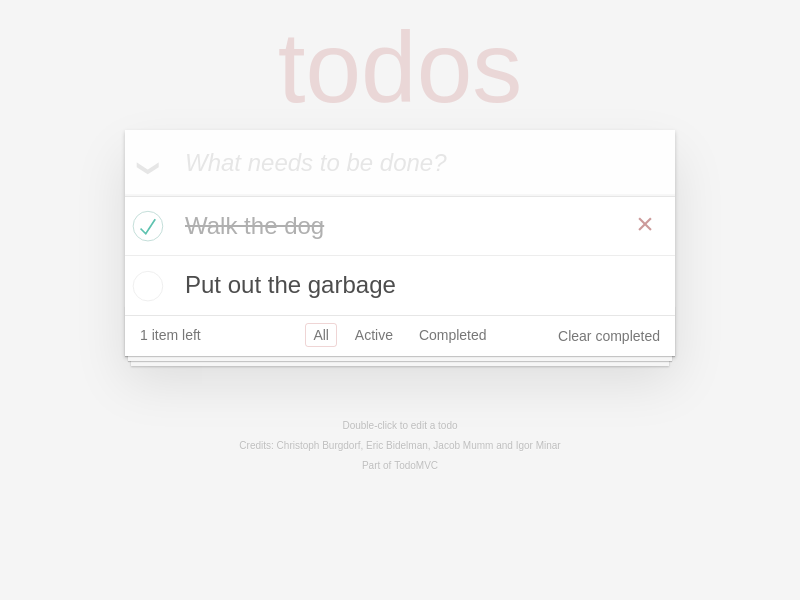 todos
What needs to be done?
Walk the dog
Put out the garbage
1 item left All Active Completed Clear completed
Double-click to edit a todo
Credits: Christoph Burgdorf, Eric Bidelman, Jacob Mumm and Igor Minar
Part of TodoMVC